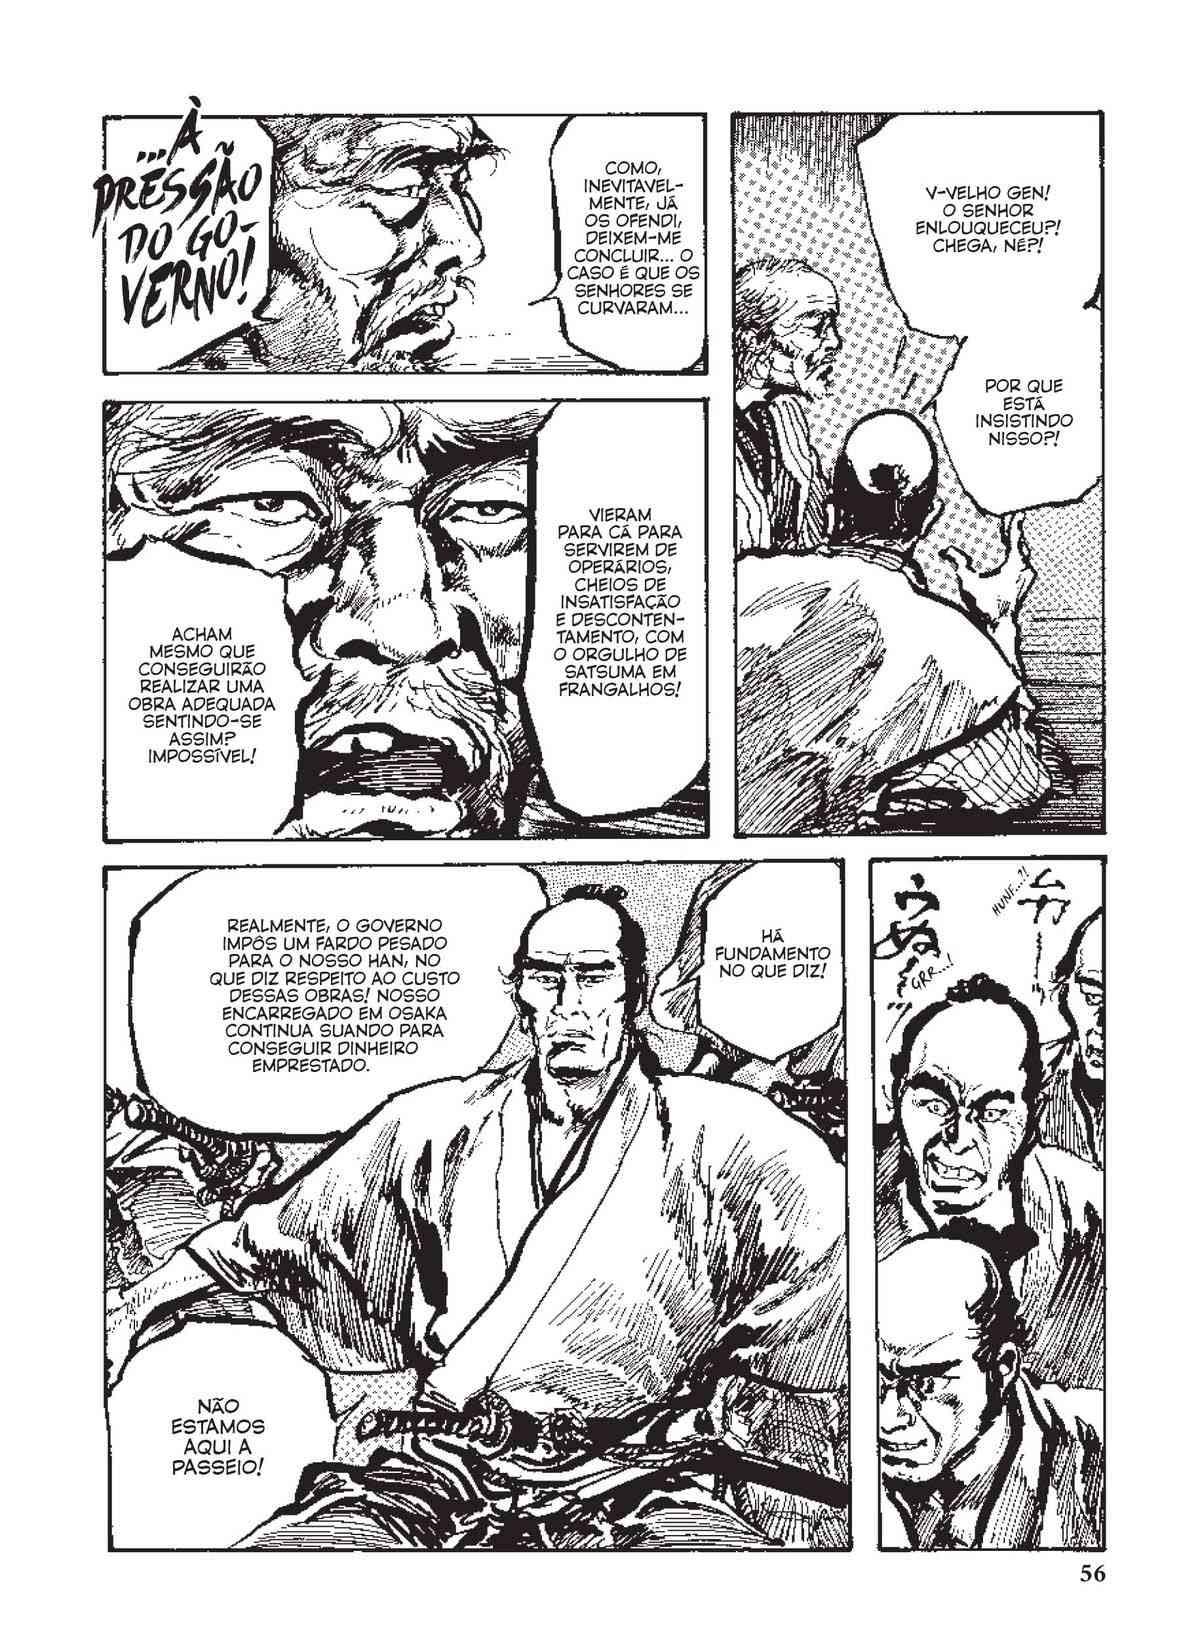 V-VELHO GEN!
O SENHOR
ENLOUQUECEU?!
CHEGA, NÉ?!
POR QUE
ESTÁ
INSISTINDO
NISSO?!
COMO,
INEVITAVEL-
MENTE, JÁ
OS OFENDI,
DEIXEM-ME
CONCLUIR... O
CASO É QUE OS
SENHORES SE
CURVARAM...
...À
PRESSÃO
DO GO-
VERNO!
VIERAM
PARA CÁ PARA
SERVIREM DE
OPERÁRIOS,
CHEIOS DE
INSATISFAÇÃO
E DESCONTEN-
TAMENTO, COM
O ORGULHO DE
SATSUMA EM
FRANGALHOS!
ACHAM
MESMO QUE
CONSEGUIRÃO
REALIZAR UMA
OBRA ADEQUADA
SENTINDO-SE
ASSIM?
IMPOSSÍVEL!
HUNF...?!
GRR...!
HÁ
FUNDAMENTO
NO QUE DIZ!
REALMENTE, O GOVERNO
IMPÔS UM FARDO PESADO
PARA O NOSSO HAN, NO
QUE DIZ RESPEITO AO CUSTO
DESSAS OBRAS! NOSSO
ENCARREGADO EM OSAKA
CONTINUA SUANDO PARA
CONSEGUIR DINHEIRO
EMPRESTADO.
NÃO
ESTAMOS
AQUI A
PASSEIO!
56